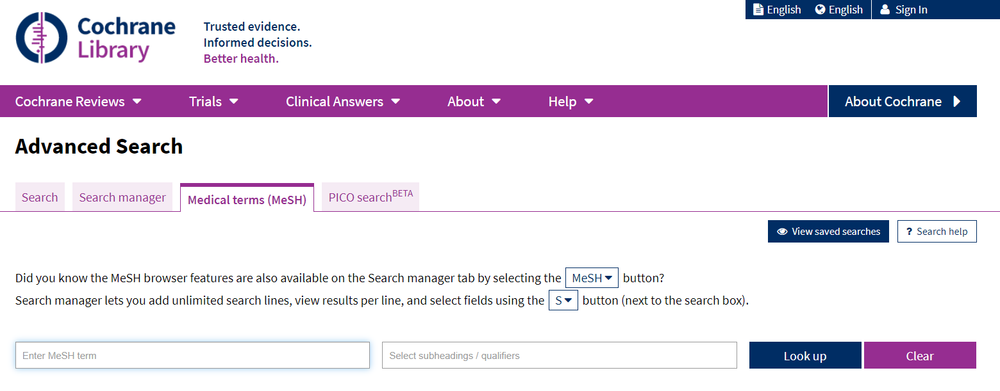 English English Sign In
Cochrane
Library
Trusted evidence.
Informed decisions.
Better health.
Cochrane Reviews Trials Clinical Answers About Help About Cochrane
Advanced Search
Search Search manager Medical terms (MeSH) PICO search BETA
View saved searches ? Search help
Did you know the MeSH browser features are also available on the Search manager tab by selecting the MeSH button?
Search manager lets you add unlimited search lines, view results per line, and select fields using the S button (next to the search box).
Enter MeSH term Select subheadings / qualifiers Look up Clear